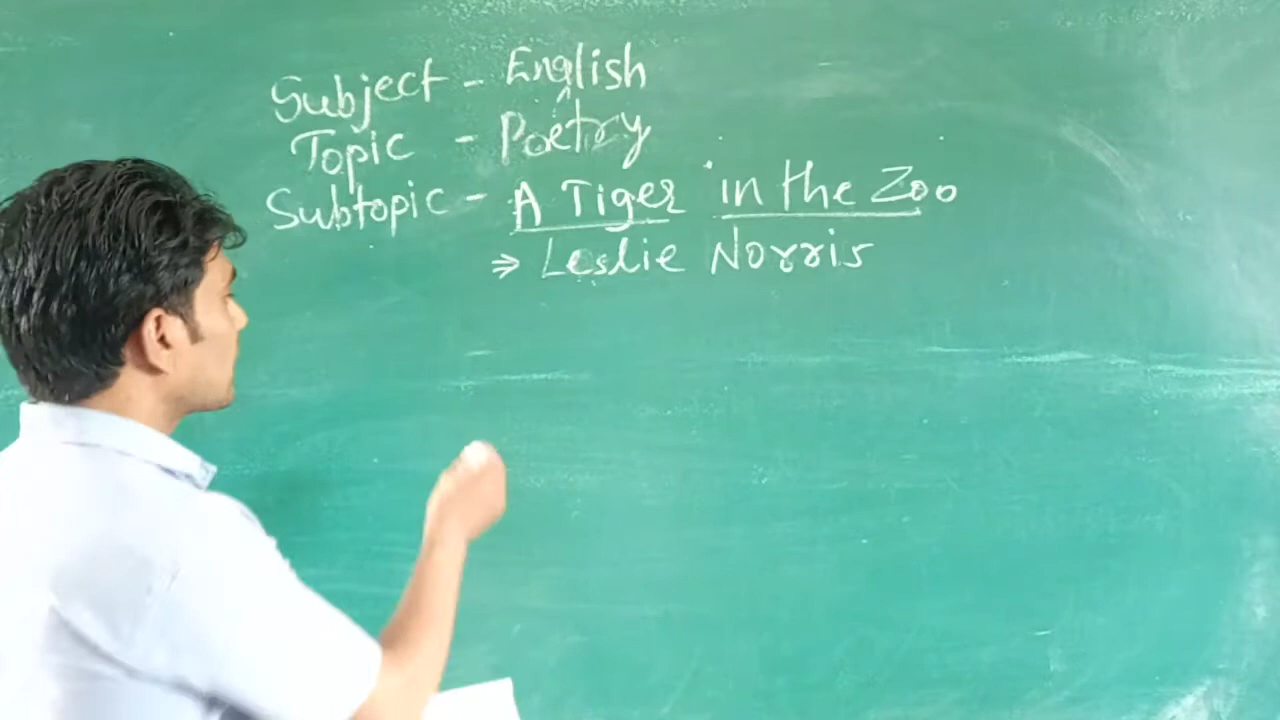 Subject - English
Topic - Poetry
Subtopic - A Tiger in the Zoo
⇒ Leslie Norris